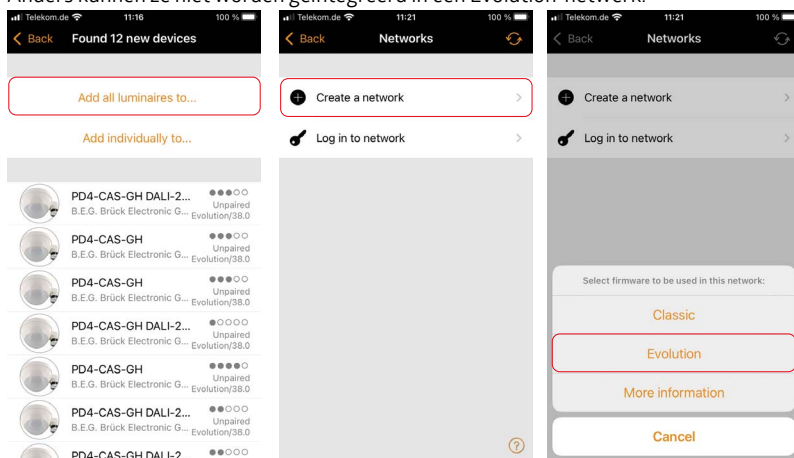 Anders kunnen ze niet worden geïntegreerd in een Evolution-netwerk.
Telekom.de 11:16 100 %
Back Found 12 new devices
Add all luminaires to...
Add individually to...
PD4-CAS-GH DALI-2...
B.E.G. Brück Electronic G... Unpaired
Evolution/38.0
PD4-CAS-GH
B.E.G. Brück Electronic G... Unpaired
Evolution/38.0
PD4-CAS-GH
B.E.G. Brück Electronic G... Unpaired
Evolution/38.0
PD4-CAS-GH DALI-2...
B.E.G. Brück Electronic G... Unpaired
Evolution/38.0
PD4-CAS-GH
B.E.G. Brück Electronic G... Unpaired
Evolution/38.0
PD4-CAS-GH DALI-2...
B.E.G. Brück Electronic G... Unpaired
Evolution/38.0
PD4-CAS-GH DALI-2
Telekom.de 11:21 100 %
Back Networks
Create a network
Log in to network
?
Telekom.de 11:21 100 %
Back Networks
Create a network
Log in to network
Select firmware to be used in this network:
Classic
Evolution
More information
Cancel